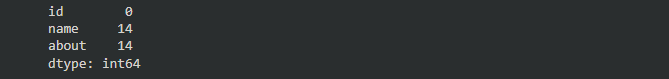 id 0
name 14
about 14
dtype: int64